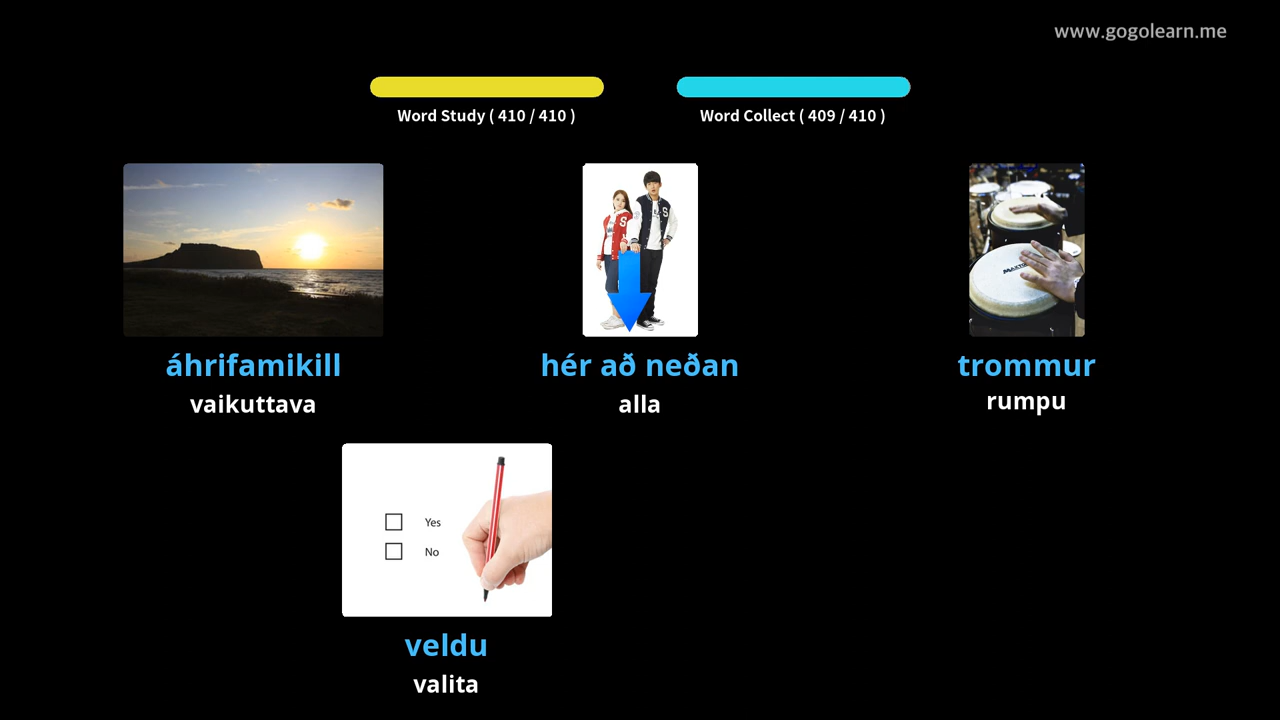 www.gogolearn.me
Word Study ( 410 / 410 )
Word Collect ( 409 / 410 )
S
S
áhrifamikill
hér að neðan
trommur
vaikuttava
alla
rumpu
Yes
No
veldu
valita